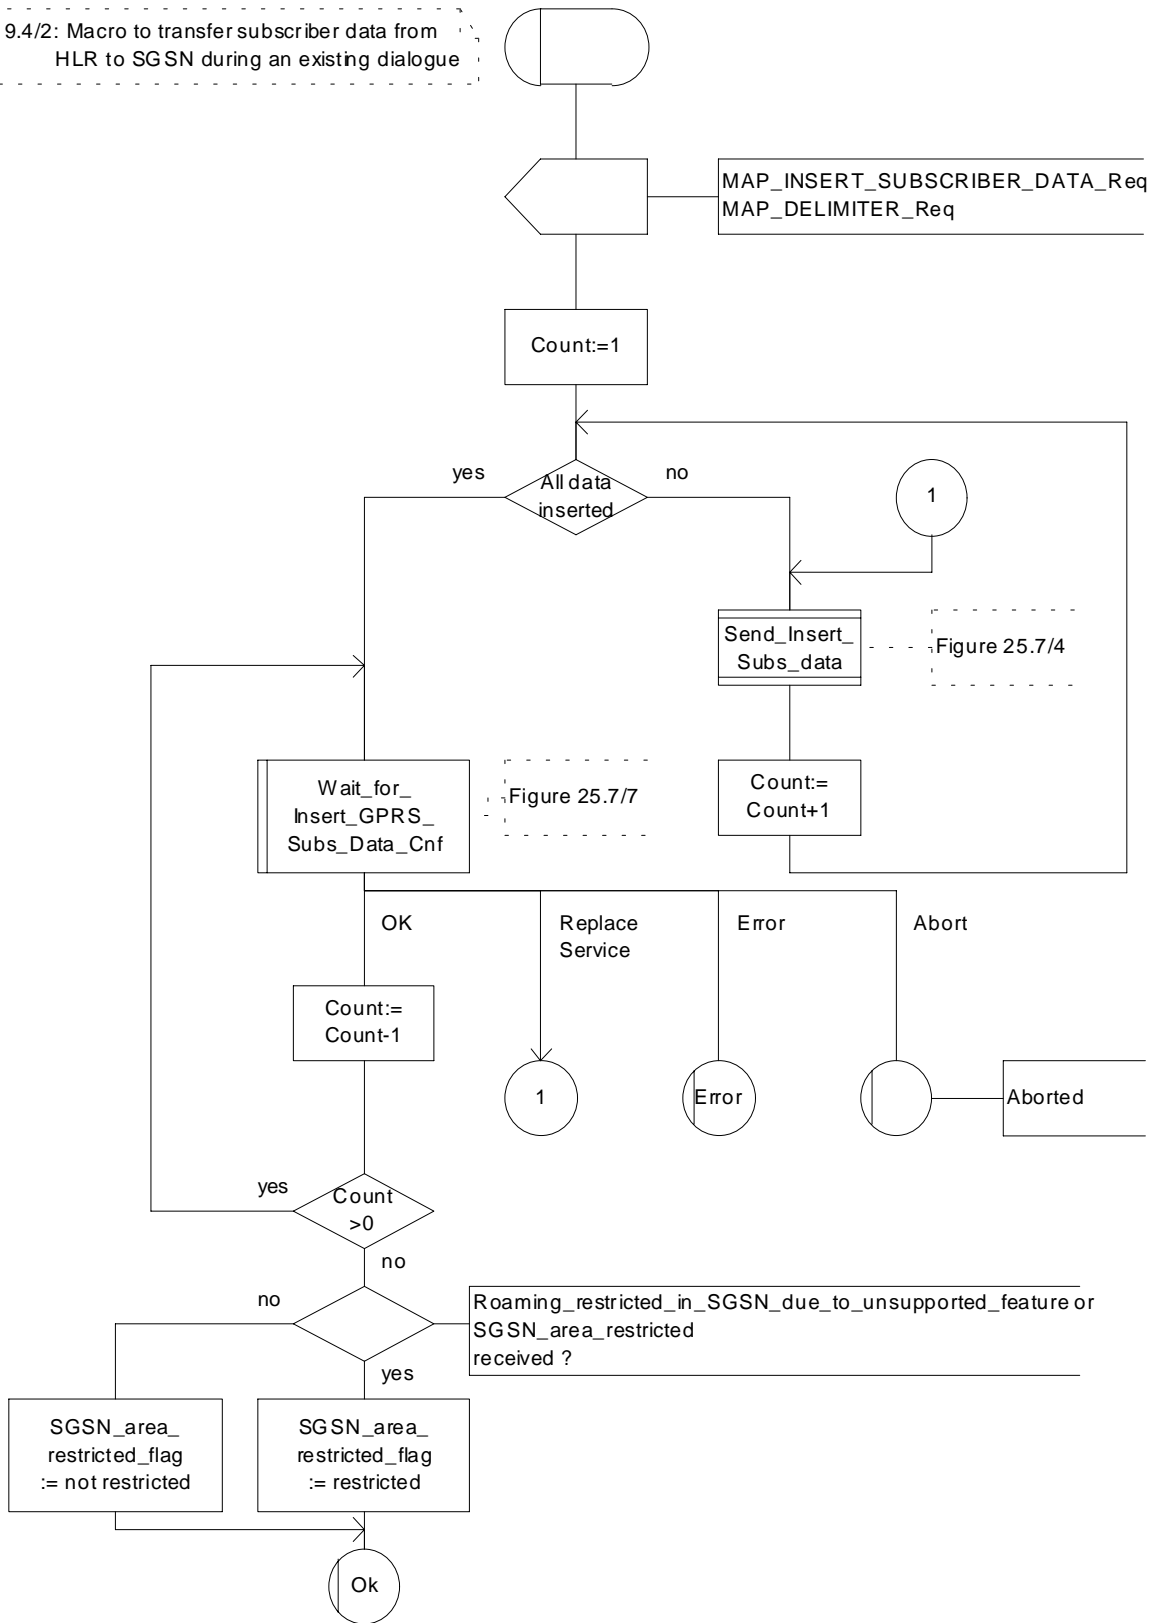 9.4/2: Macro to transfer subscriber data from
HLR to SGSN during an existing dialogue
MAP_INSERT_SUBSCRIBER_DATA_Req
MAP_DELIMITER_Req
Count:=1
yes
All data
inserted
no
1
Send_Insert_
Subs_data
Figure 25.7/4
Wait_for_
Insert_GPRS_
Subs_Data_Cnf
Figure 25.7/7
Count:=
Count+1
OK
Replace
Service
Error
Abort
Count:=
Count-1
1
Error
Aborted
yes
Count
>0
no
no
Roaming_restricted_in_SGSN_due_to_unsupported_feature or
SGSN_area_restricted
received ?
yes
SGSN_area_
restricted_flag
:= not restricted
SGSN_area_
restricted_flag
:= restricted
Ok